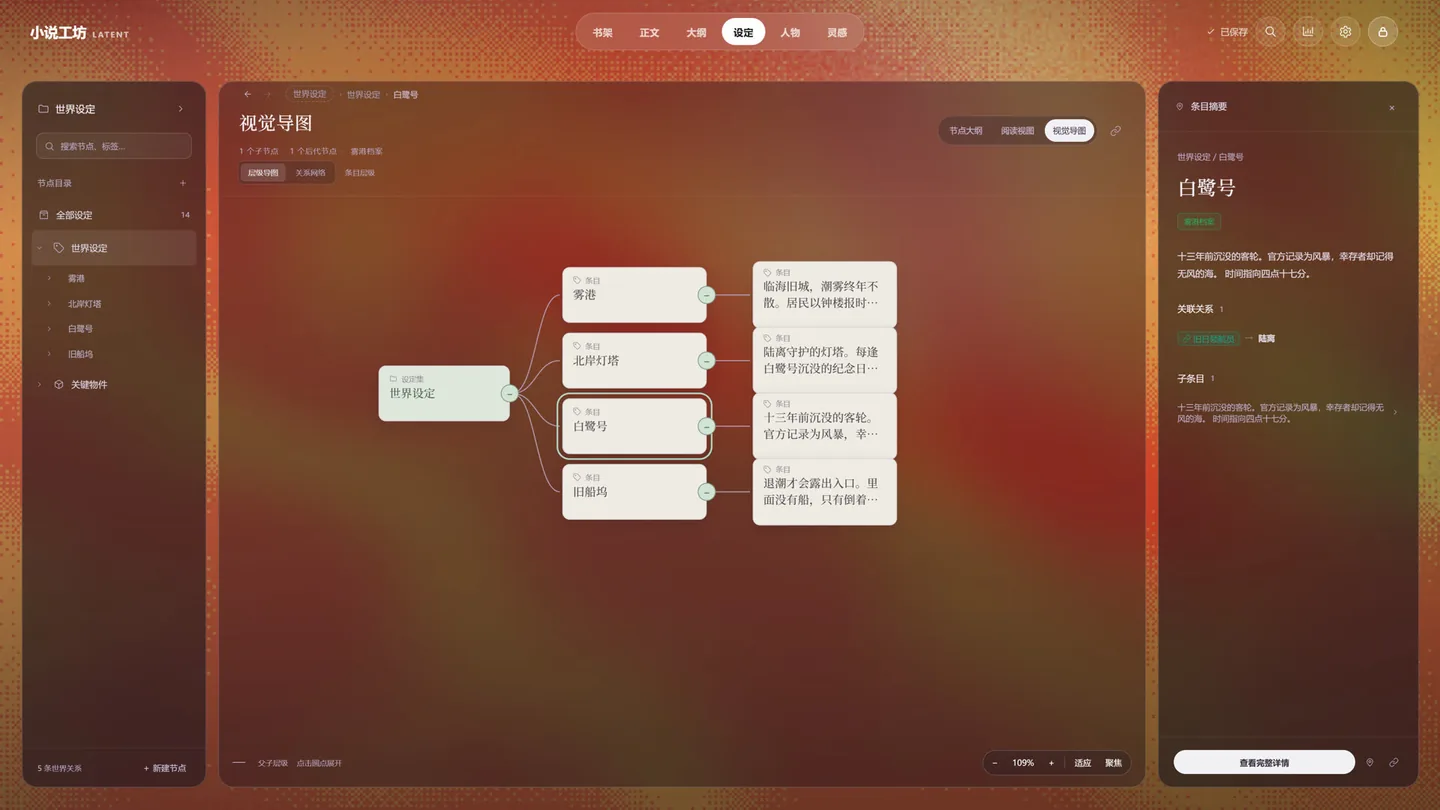 小说工坊 LATENT
书架 正文 大纲 设定 人物 灵感
已保存
世界设定
搜索节点、标签...
节点目录 +
全部设定 14
世界设定
雾港
北岸灯塔
白鹭号
旧船坞
关键物件
5 条世界关系 + 新建节点
← → 世界设定 · 世界设定 · 白鹭号
视觉导图
1 个子节点 1 个后代节点 雾港档案
层级导图 关系网络 条目层级
节点大纲 阅读视图 视觉导图
设定集
世界设定
条目
雾港
条目
北岸灯塔
条目
白鹭号
条目
旧船坞
条目
临海旧城，潮雾终年不
散。居民以钟楼报时…
条目
陆离守护的灯塔。每逢
白鹭号沉没的纪念日…
条目
十三年前沉没的客轮。
官方记录为风暴，幸…
条目
退潮才会露出入口。里
面没有船，只有倒着…
父子层级 点击圆点展开
− 109% + 适应 聚焦
条目摘要 ×
世界设定 / 白鹭号
白鹭号
雾港档案
十三年前沉没的客轮。官方记录为风暴，幸存者却记得
无风的海。 时间指向四点十七分。
关联关系 1
→ 陆离
子条目 1
十三年前沉没的客轮。官方记录为风暴，幸存者却记得无
风的海。 时间指向四点十七分。
查看完整详情